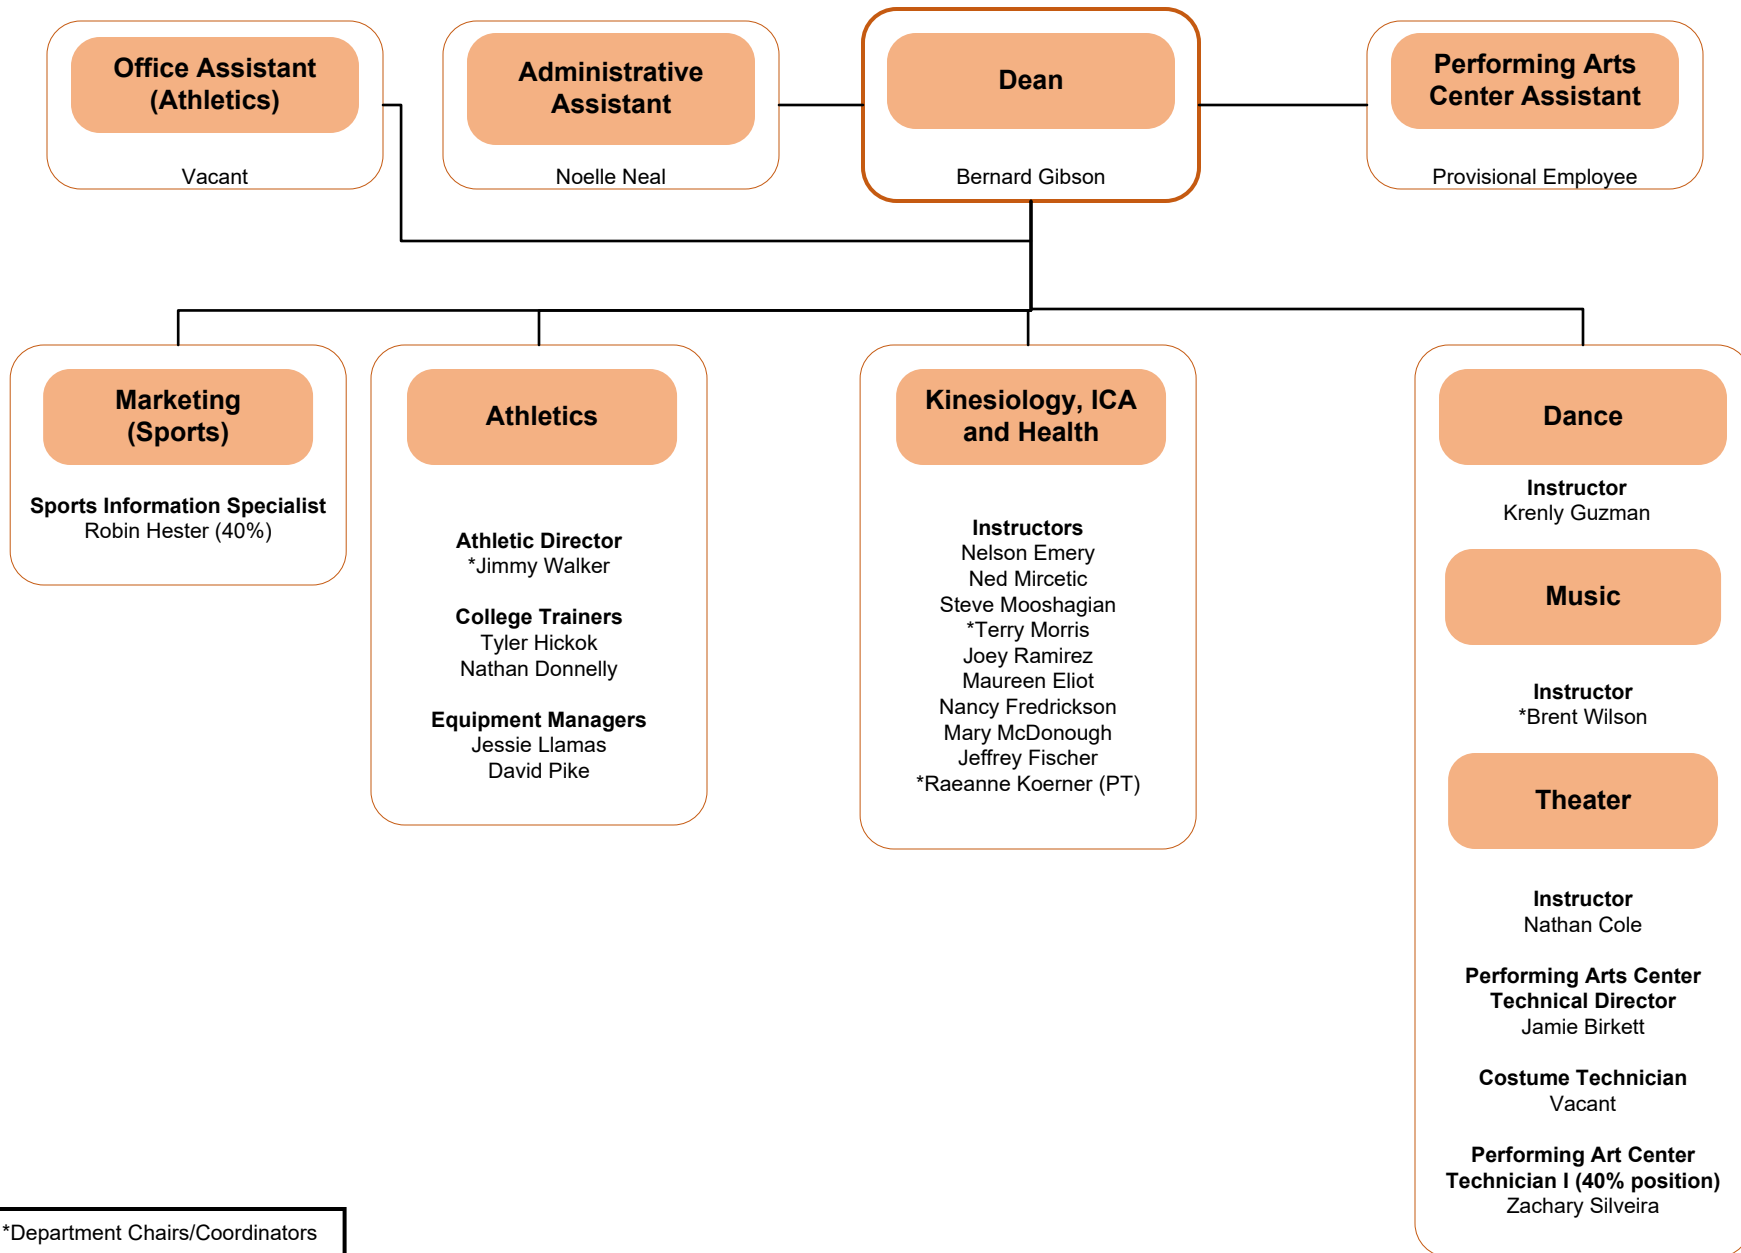 Office Assistant
(Athletics)
Vacant
Administrative
Assistant
Noelle Neal
Dean
Bernard Gibson
Performing Arts
Center Assistant
Provisional Employee
Marketing
(Sports)
Sports Information Specialist
Robin Hester (40%)
Athletics
Athletic Director
*Jimmy Walker
College Trainers
Tyler Hickok
Nathan Donnelly
Equipment Managers
Jessie Llamas
David Pike
Kinesiology, ICA
and Health
Instructors
Nelson Emery
Ned Mircetic
Steve Mooshagian
*Terry Morris
Joey Ramirez
Maureen Eliot
Nancy Fredrickson
Mary McDonough
Jeffrey Fischer
*Raeanne Koerner (PT)
Dance
Instructor
Krenly Guzman
Music
Instructor
*Brent Wilson
Theater
Instructor
Nathan Cole
Performing Arts Center
Technical Director
Jamie Birkett
Costume Technician
Vacant
Performing Art Center
Technician I (40% position)
Zachary Silveira
*Department Chairs/Coordinators